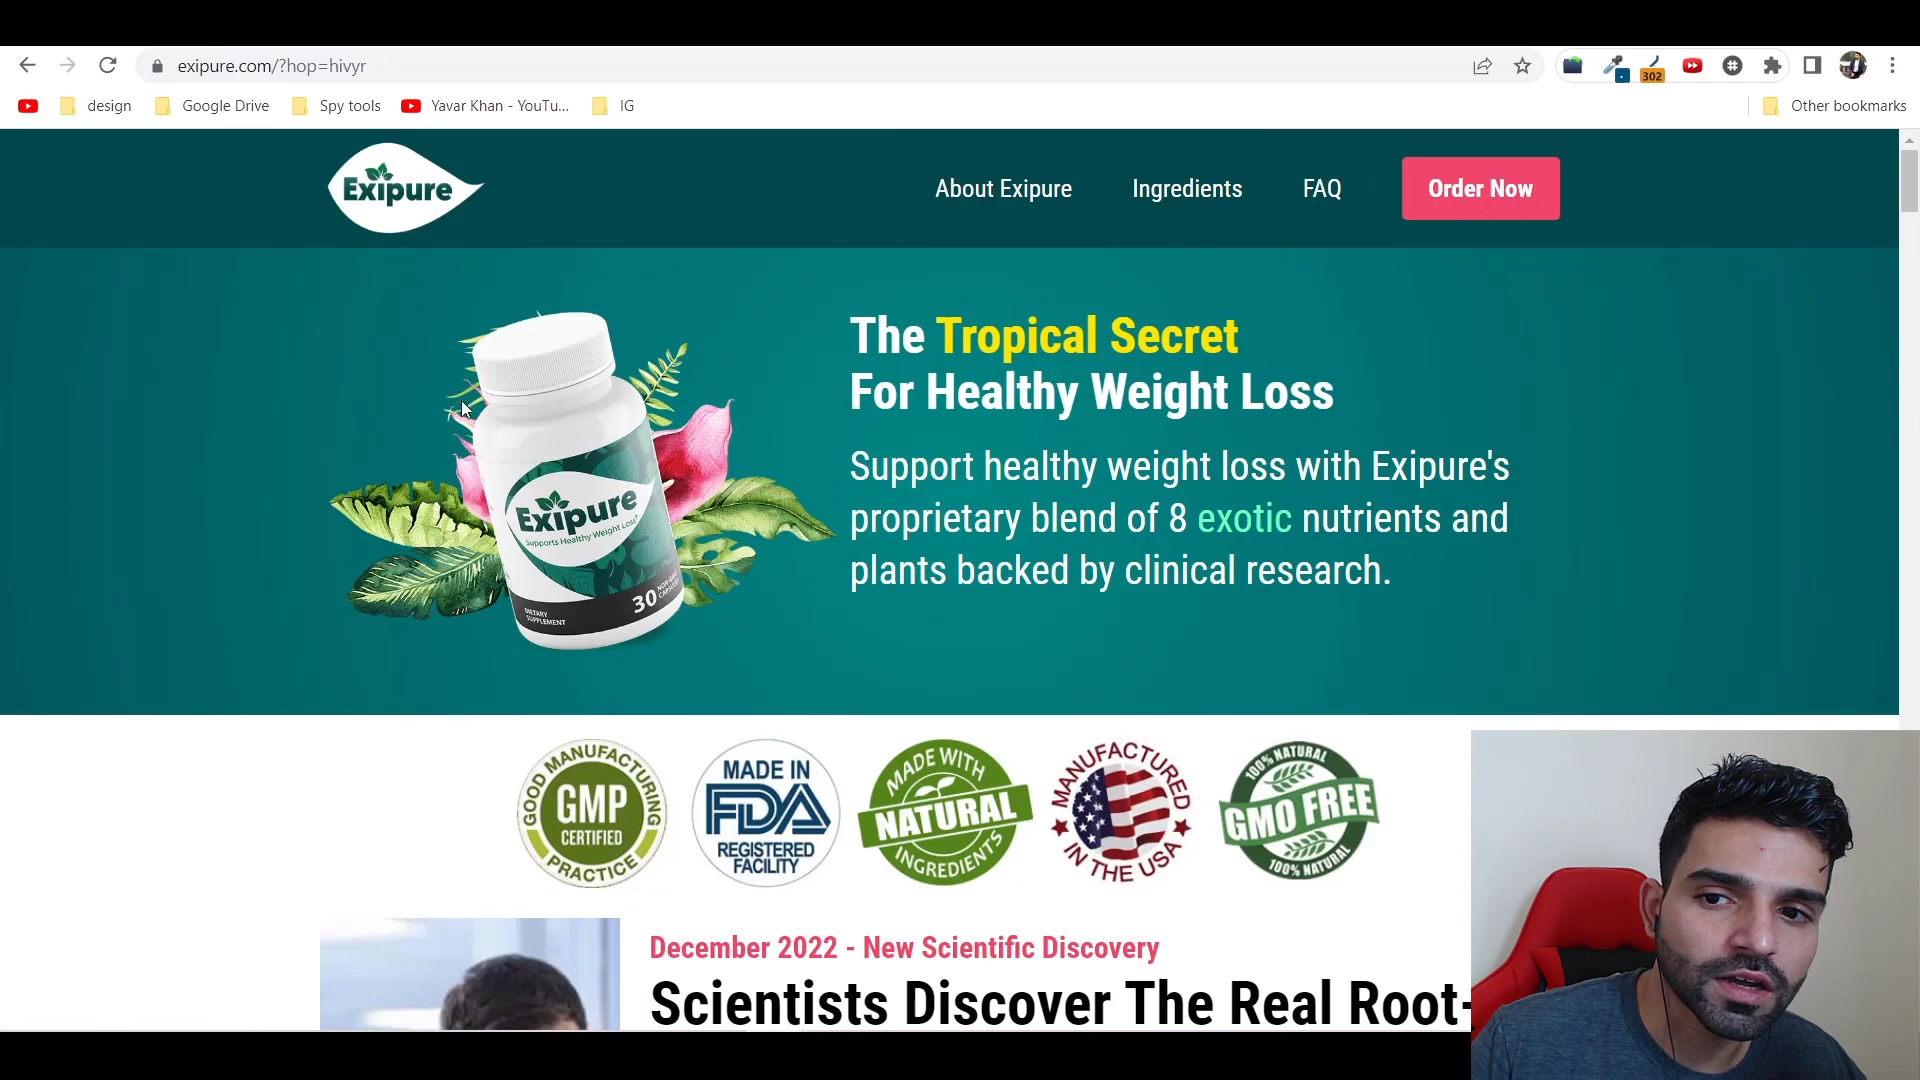 exipure.com/?hop=hivyr
302
design
Google Drive
Spy tools
Yavar Khan - YouTu...
IG
Other bookmarks
Exipure
About Exipure
Ingredients
FAQ
Order Now
The Tropical Secret
For Healthy Weight Loss
Support healthy weight loss with Exipure's
proprietary blend of 8 exotic nutrients and
plants backed by clinical research.
Exipure
Supports Healthy Weight Loss
DIETARY
SUPPLEMENT
30
NON-GMO
CAPSULES
GOOD MANUFACTURING
GMP
CERTIFIED
PRACTICE
MADE IN
FDA
REGISTERED
FACILITY
MADE WITH
NATURAL
INGREDIENTS
MANUFACTURED
IN THE USA
100% NATURAL
GMO FREE
100% NATURAL
December 2022 - New Scientific Discovery
Scientists Discover The Real Root-